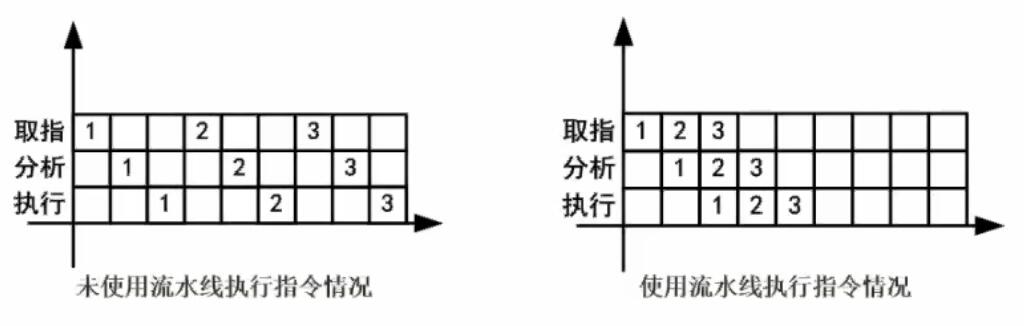 取指 1 2 3
分析 1 2 3
执行 1 2 3
未使用流水线执行指令情况
取指 1 2 3
分析 1 2 3
执行 1 2 3
使用流水线执行指令情况